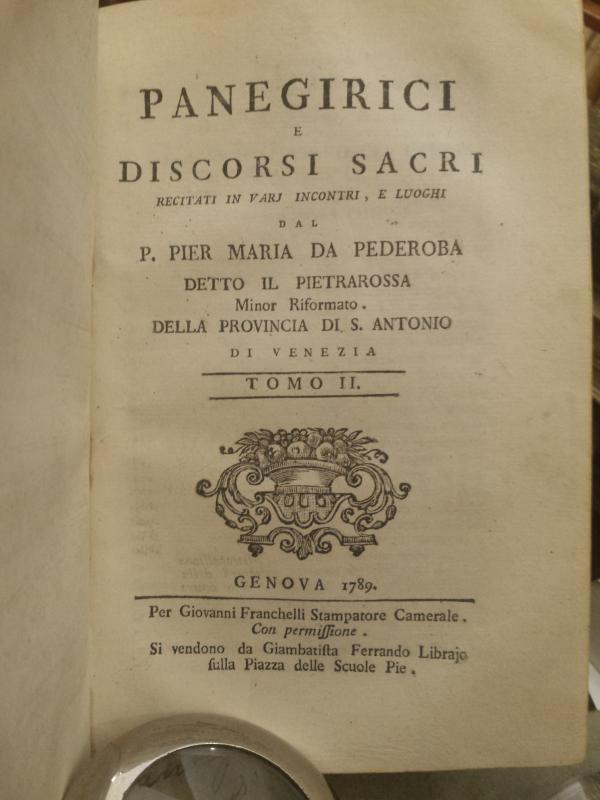 PANEGIRICI
E
DISCORSI SACRI
RECITATI IN VARJ INCONTRI, E LUOGHI
DAL
P. PIER MARIA DA PEDEROBA
DETTO IL PIETRAROSSA
Minor Riformato.
DELLA PROVINCIA DI S. ANTONIO
DI VENEZIA
TOMO II.
GENOVA 1789.
Per Giovanni Franchelli Stampatore Camerale.
Con permiſſione.
Si vendono da Giambatiſta Ferrando Librajo
ſulla Piazza delle Scuole Pie.